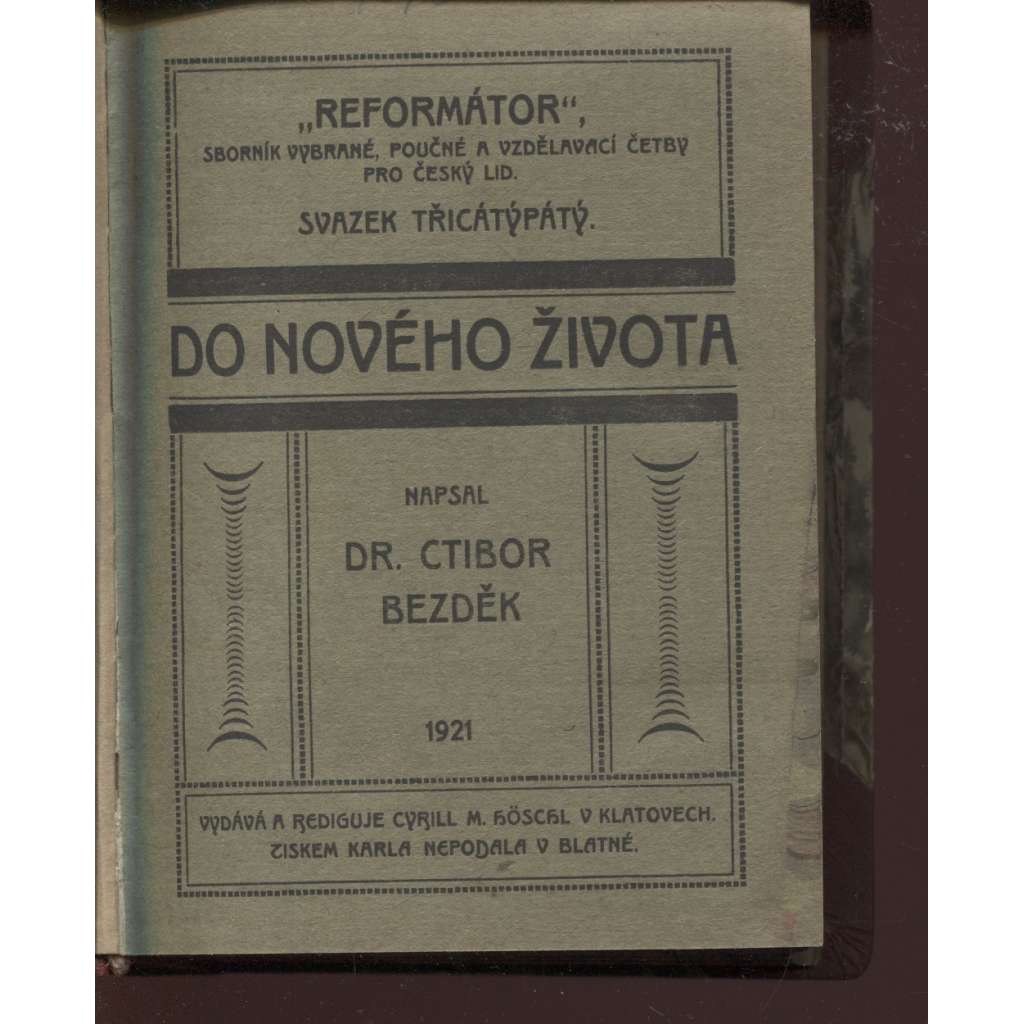 „REFORMÁTOR“,
SBORNÍK VYBRANÉ, POUČNÉ A VZDĚLAVACÍ ČETBY
PRO ČESKÝ LID.
SVAZEK TŘICÁTÝPÁTÝ.
DO NOVÉHO ŽIVOTA
NAPSAL
DR. CTIBOR
BEZDĚK
1921
VYDÁVÁ A REDIGUJE CYRILL M. HÖSCHL V KLATOVECH.
TISKEM KARLA NEPODALA V BLATNÉ.